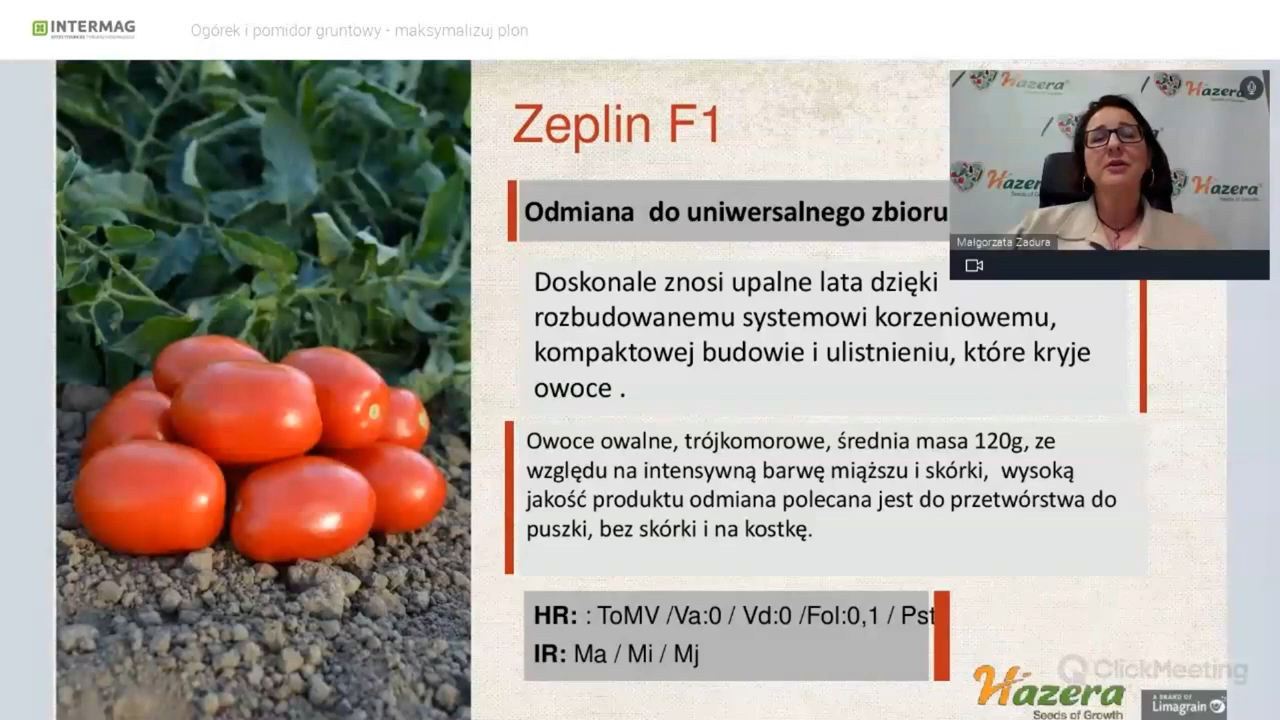 INTERMAG
Ogórek i pomidor gruntowy - maksymalizuj plon
Zeplin F1
Odmiana do uniwersalnego zbioru
Doskonale znosi upalne lata dzięki
rozbudowanemu systemowi korzeniowemu,
kompaktowej budowie i ulistnieniu, które kryje
owoce .
Owoce owalne, trójkomorowe, średnia masa 120g, ze
względu na intensywną barwę miąższu i skórki, wysoką
jakość produktu odmiana polecana jest do przetwórstwa do
puszki, bez skórki i na kostkę.
HR: : ToMV /Va:0 / Vd:0 /Fol:0,1 / Pst
IR: Ma / Mi / Mj
Hazera
Hazera
Hazera
Hazera
Małgorzata Zadura
ClickMeeting
Hazera
Seeds of Growth
A BRAND OF
Limagrain